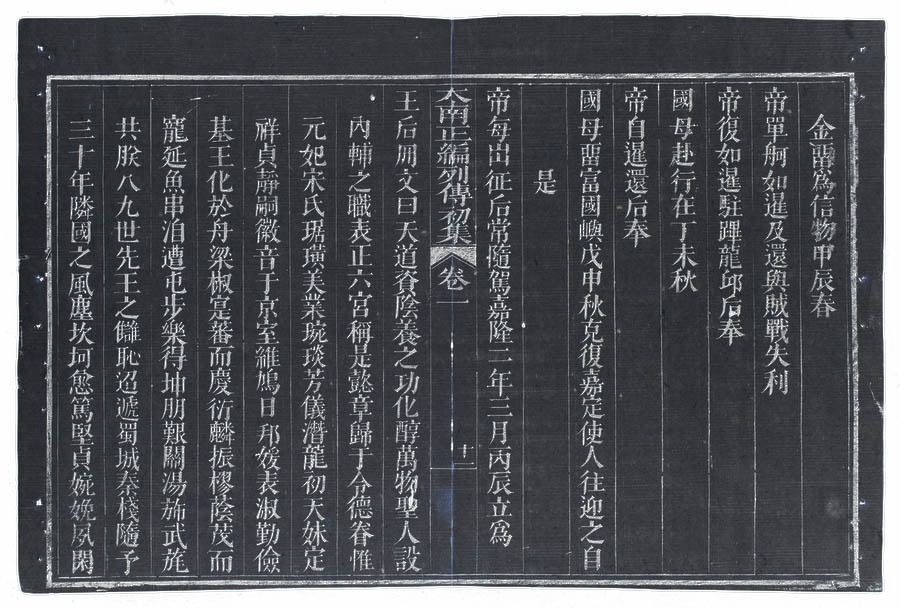 金畱為信物甲辰春
帝單舸如暹及還與賊戰失利
帝復如暹駐蹕龍邱后奉
國母赴行在丁未秋
帝自暹還后奉
國母畱富國嶼戊申秋克復嘉定使人往迎之自
是
帝每出征后常隨駕嘉隆二年三月丙辰立為
大南正編列傳初集 卷一 十二
王后册文曰天道資陰養之功化醇萬物聖人設
內輔之職表正六宮稱是懿章歸于令德眷惟
元妃宋氏琚璜美業琬琰芳儀潛龍初天妹定
祥貞靜嗣徽音于京室維鳩日邦媛表淑勤儉
基王化於舟梁椒寔蕃而慶衍麟振樛蔭茂而
寵延魚串洎遭屯步樂得坤朋艱關湯旆武旄
共脥八九世先王之讎恥迢遞蜀城秦棧隨予
三十年隣國之風塵坎坷愈篤堅貞婉娩夙閑